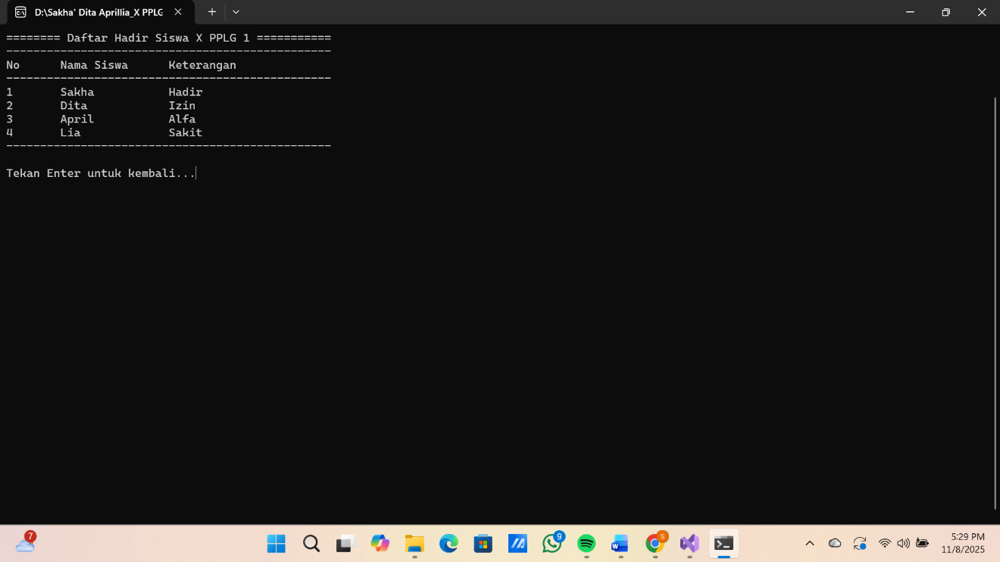 D:\Sakha' Dita Aprillia_X PPLG
======== Daftar Hadir Siswa X PPLG 1 ===========
------------------------------------------------
No Nama Siswa Keterangan
------------------------------------------------
1 Sakha Hadir
2 Dita Izin
3 April Alfa
4 Lia Sakit
------------------------------------------------
Tekan Enter untuk kembali...
7
9
S
5:29 PM
11/8/2025